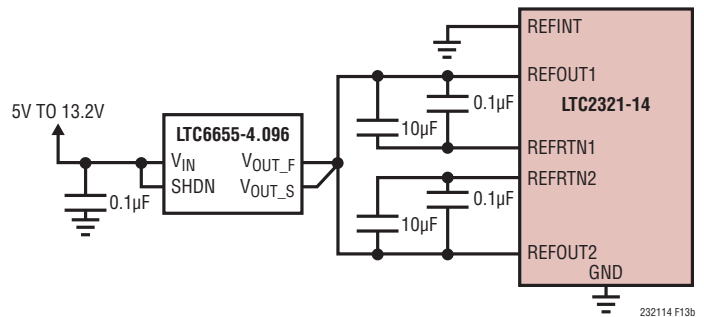 REFINT
REFOUT1
LTC2321-14
0.1µF
5V TO 13.2V
10µF
LTC6655-4.096
REFRTN1
VIN
VOUT_F
REFRTN2
SHDN
VOUT_S
0.1µF
0.1µF
10µF
REFOUT2
GND
232114 F13b